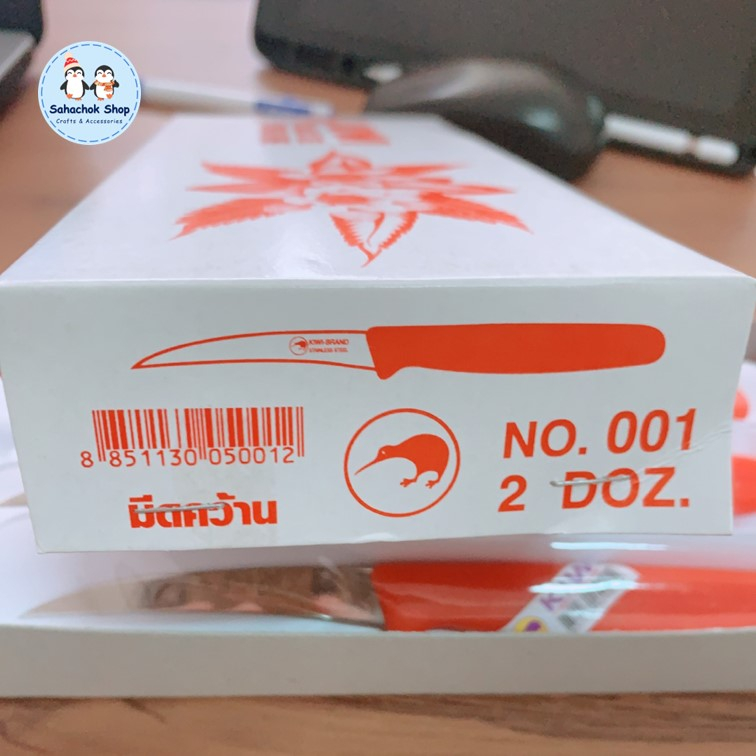 Sahachok Shop
Crafts & Accessories
KIWI-BRAND
STAINLESS STEEL
8 851130 050012
มีดคว้าน
NO. 001
2 DOZ.